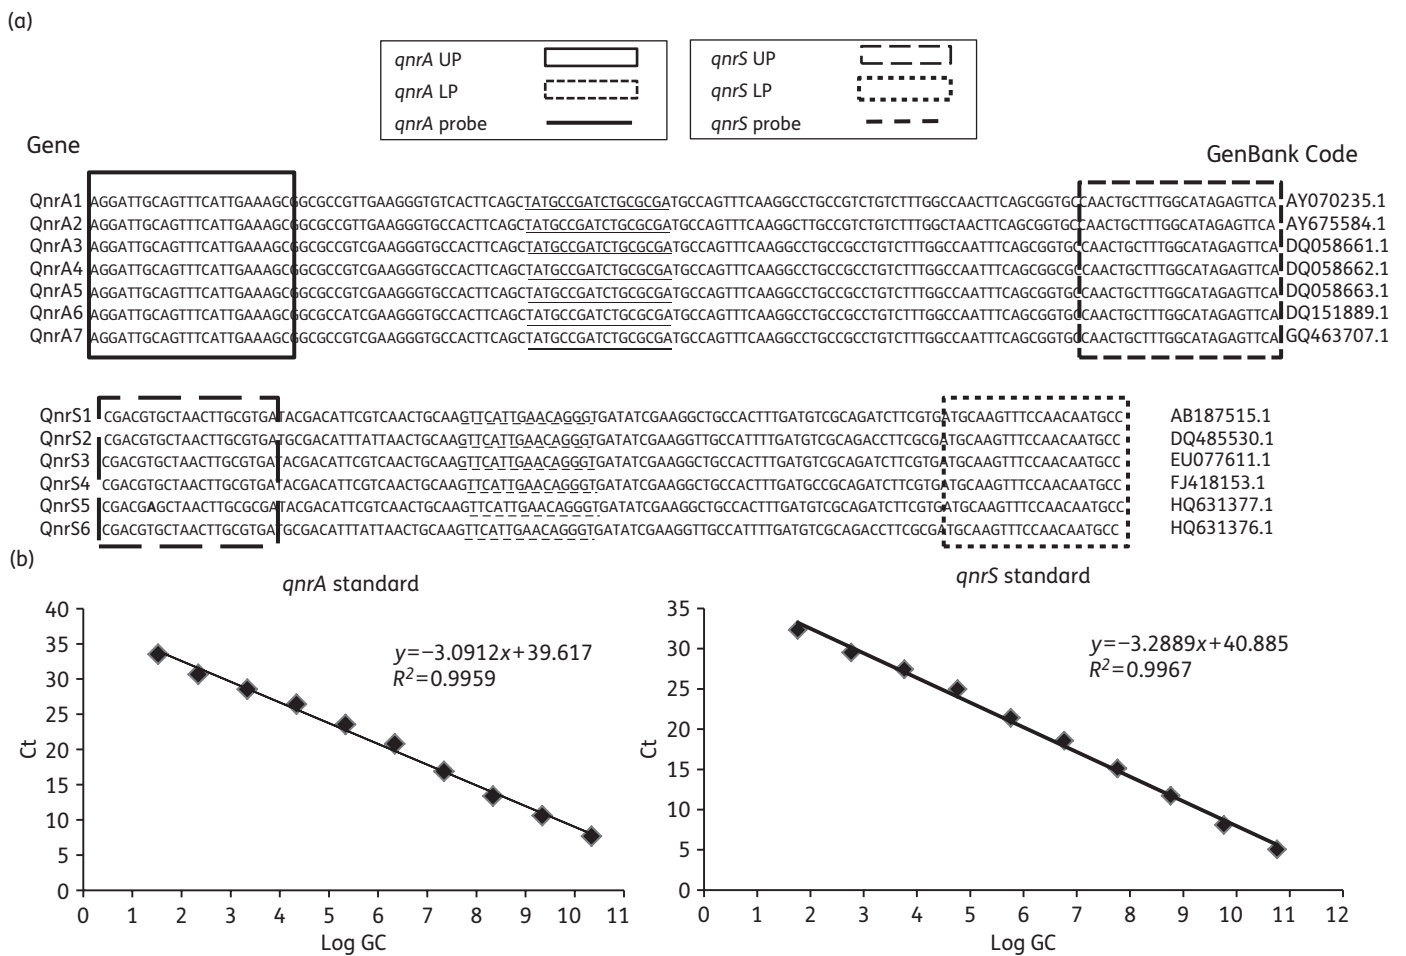 (a)
qnrA UP
qnrA LP
qnrA probe
qnrS UP
qnrS LP
qnrS probe
Gene
GenBank Code
QnrA1 AGGATTGCAGTTTCATTGAAAGCGGCGCCGTTGAAGGGTGTCACTTCAGCTATGCCGATCTGCGCGATGCCAGTTTCAAGGCCTGCCGTCTGTCTTTGGCCAACTTCAGCGGTGCCAACTGCTTTGGCATAGAGTTCA AY070235.1
QnrA2 AGGATTGCAGTTTCATTGAAAGCGGCGCCGTTGAAGGGTGCCACTTCAGCTATGCCGATCTGCGCGATGCCAGTTTCAAGGCTTGCCGTCTGTCTTTGGCTAACTTCAGCGGTGCCAACTGCTTTGGCATAGAGTTCA AY675584.1
QnrA3 AGGATTGCAGTTTCATTGAAAGCGGCGCCGTCGAAGGGTGCCACTTCAGCTATGCCGATCTGCGCGATGCCAGTTTCAAGGCCTGCCGCCTGTCTTTGGCCAATTTCAGCGGTGCCAACTGCTTTGGCATAGAGTTCA DQ058661.1
QnrA4 AGGATTGCAGTTTCATTGAAAGCGGCGCCGTCGAAGGGTGCCACTTCAGCTATGCCGATCTGCGCGATGCCAGTTTCAAGGCCTGCCGCCTGTCTTTGGCCAATTTCAGCGGCGCCAACTGCTTTGGCATAGAGTTCA DQ058662.1
QnrA5 AGGATTGCAGTTTCATTGAAAGCGGCGCCGTCGAAGGGTGCCACTTCAGCTATGCCGATCTGCGCGATGCCAGTTTCAAGGCCTGCCGCCTGTCTTTGGCCAATTTCAGCGGTGCCAACTGCTTTGGCATAGAGTTCA DQ058663.1
QnrA6 AGGATTGCAGTTTCATTGAAAGCGGCGCCATCGAAGGGTGCCACTTCAGCTATGCCGATCTGCGCGATGCCAGTTTCAAGGCCTGCCGCCTGTCTTTGGCCAATTTCAGCGGTGCCAACTGCTTTGGCATAGAGTTCA DQ151889.1
QnrA7 AGGATTGCAGTTTCATTGAAAGCGGCGCCGTCGAAGGGTGCCACTTCAGCTATGCCGATCTGCGCGATGCCAGTTTCAAGGCCTGCCGCCTGTCTTTGGCCAATTTCAGCGGTGCCAACTGCTTTGGCATAGAGTTCA GQ463707.1
QnrS1 CGACGTGCTAACTTGCGTGATACGACATTCGTCAACTGCAAGTTCATTGAACAGGGTGATATCGAAGGCTGCCACTTTGATGTCGCAGATCTTCGTGATGCAAGTTTCCAACAATGCC AB187515.1
QnrS2 CGACGTGCTAACTTGCGTGATGCGACATTTATTAACTGCAAGTTCATTGAACAGGGTGATATCGAAGGTTGCCATTTTGATGTCGCAGACCTTCGCGATGCAAGTTTCCAACAATGCC DQ485530.1
QnrS3 CGACGTGCTAACTTGCGTGATACGACATTCGTCAACTGCAAGTTCATTGAACAGGGTGATATCGAAGGCTGCCACTTTGATGTCGCAGATCTTCGTGATGCAAGTTTCCAACAATGCC EU077611.1
QnrS4 CGACGTGCTAACTTGCGTGATACGACATTCGTCAACTGCAAGTTCATTGAACAGGGTGATATCGAAGGCTGCCACTTTGATGCCGCAGATCTTCGTGATGCAAGTTTCCAACAATGCC FJ418153.1
QnrS5 CGACGAGCTAACTTGCGCGATACGACATTCGTCAACTGCAAGTTCATTGAACAGGGTGATATCGAAGGCTGCCACTTTGATGTCGCAGATCTTCGTGATGCAAGTTTCCAACAATGCC HQ631377.1
QnrS6 CGACGTGCTAACTTGCGTGATGCGACATTTATTAACTGCAAGTTCATTGAACAGGGTGATATCGAAGGTTGCCATTTTGATGTCGCAGACCTTCGCGATGCAAGTTTCCAACAATGCC HQ631376.1
(b)
qnrA standard
y=−3.0912x+39.617
R²=0.9959
Ct
40
35
30
25
20
15
10
5
0
0 1 2 3 4 5 6 7 8 9 10 11
Log GC
qnrS standard
y=−3.2889x+40.885
R²=0.9967
Ct
35
30
25
20
15
10
5
0
0 1 2 3 4 5 6 7 8 9 10 11 12
Log GC